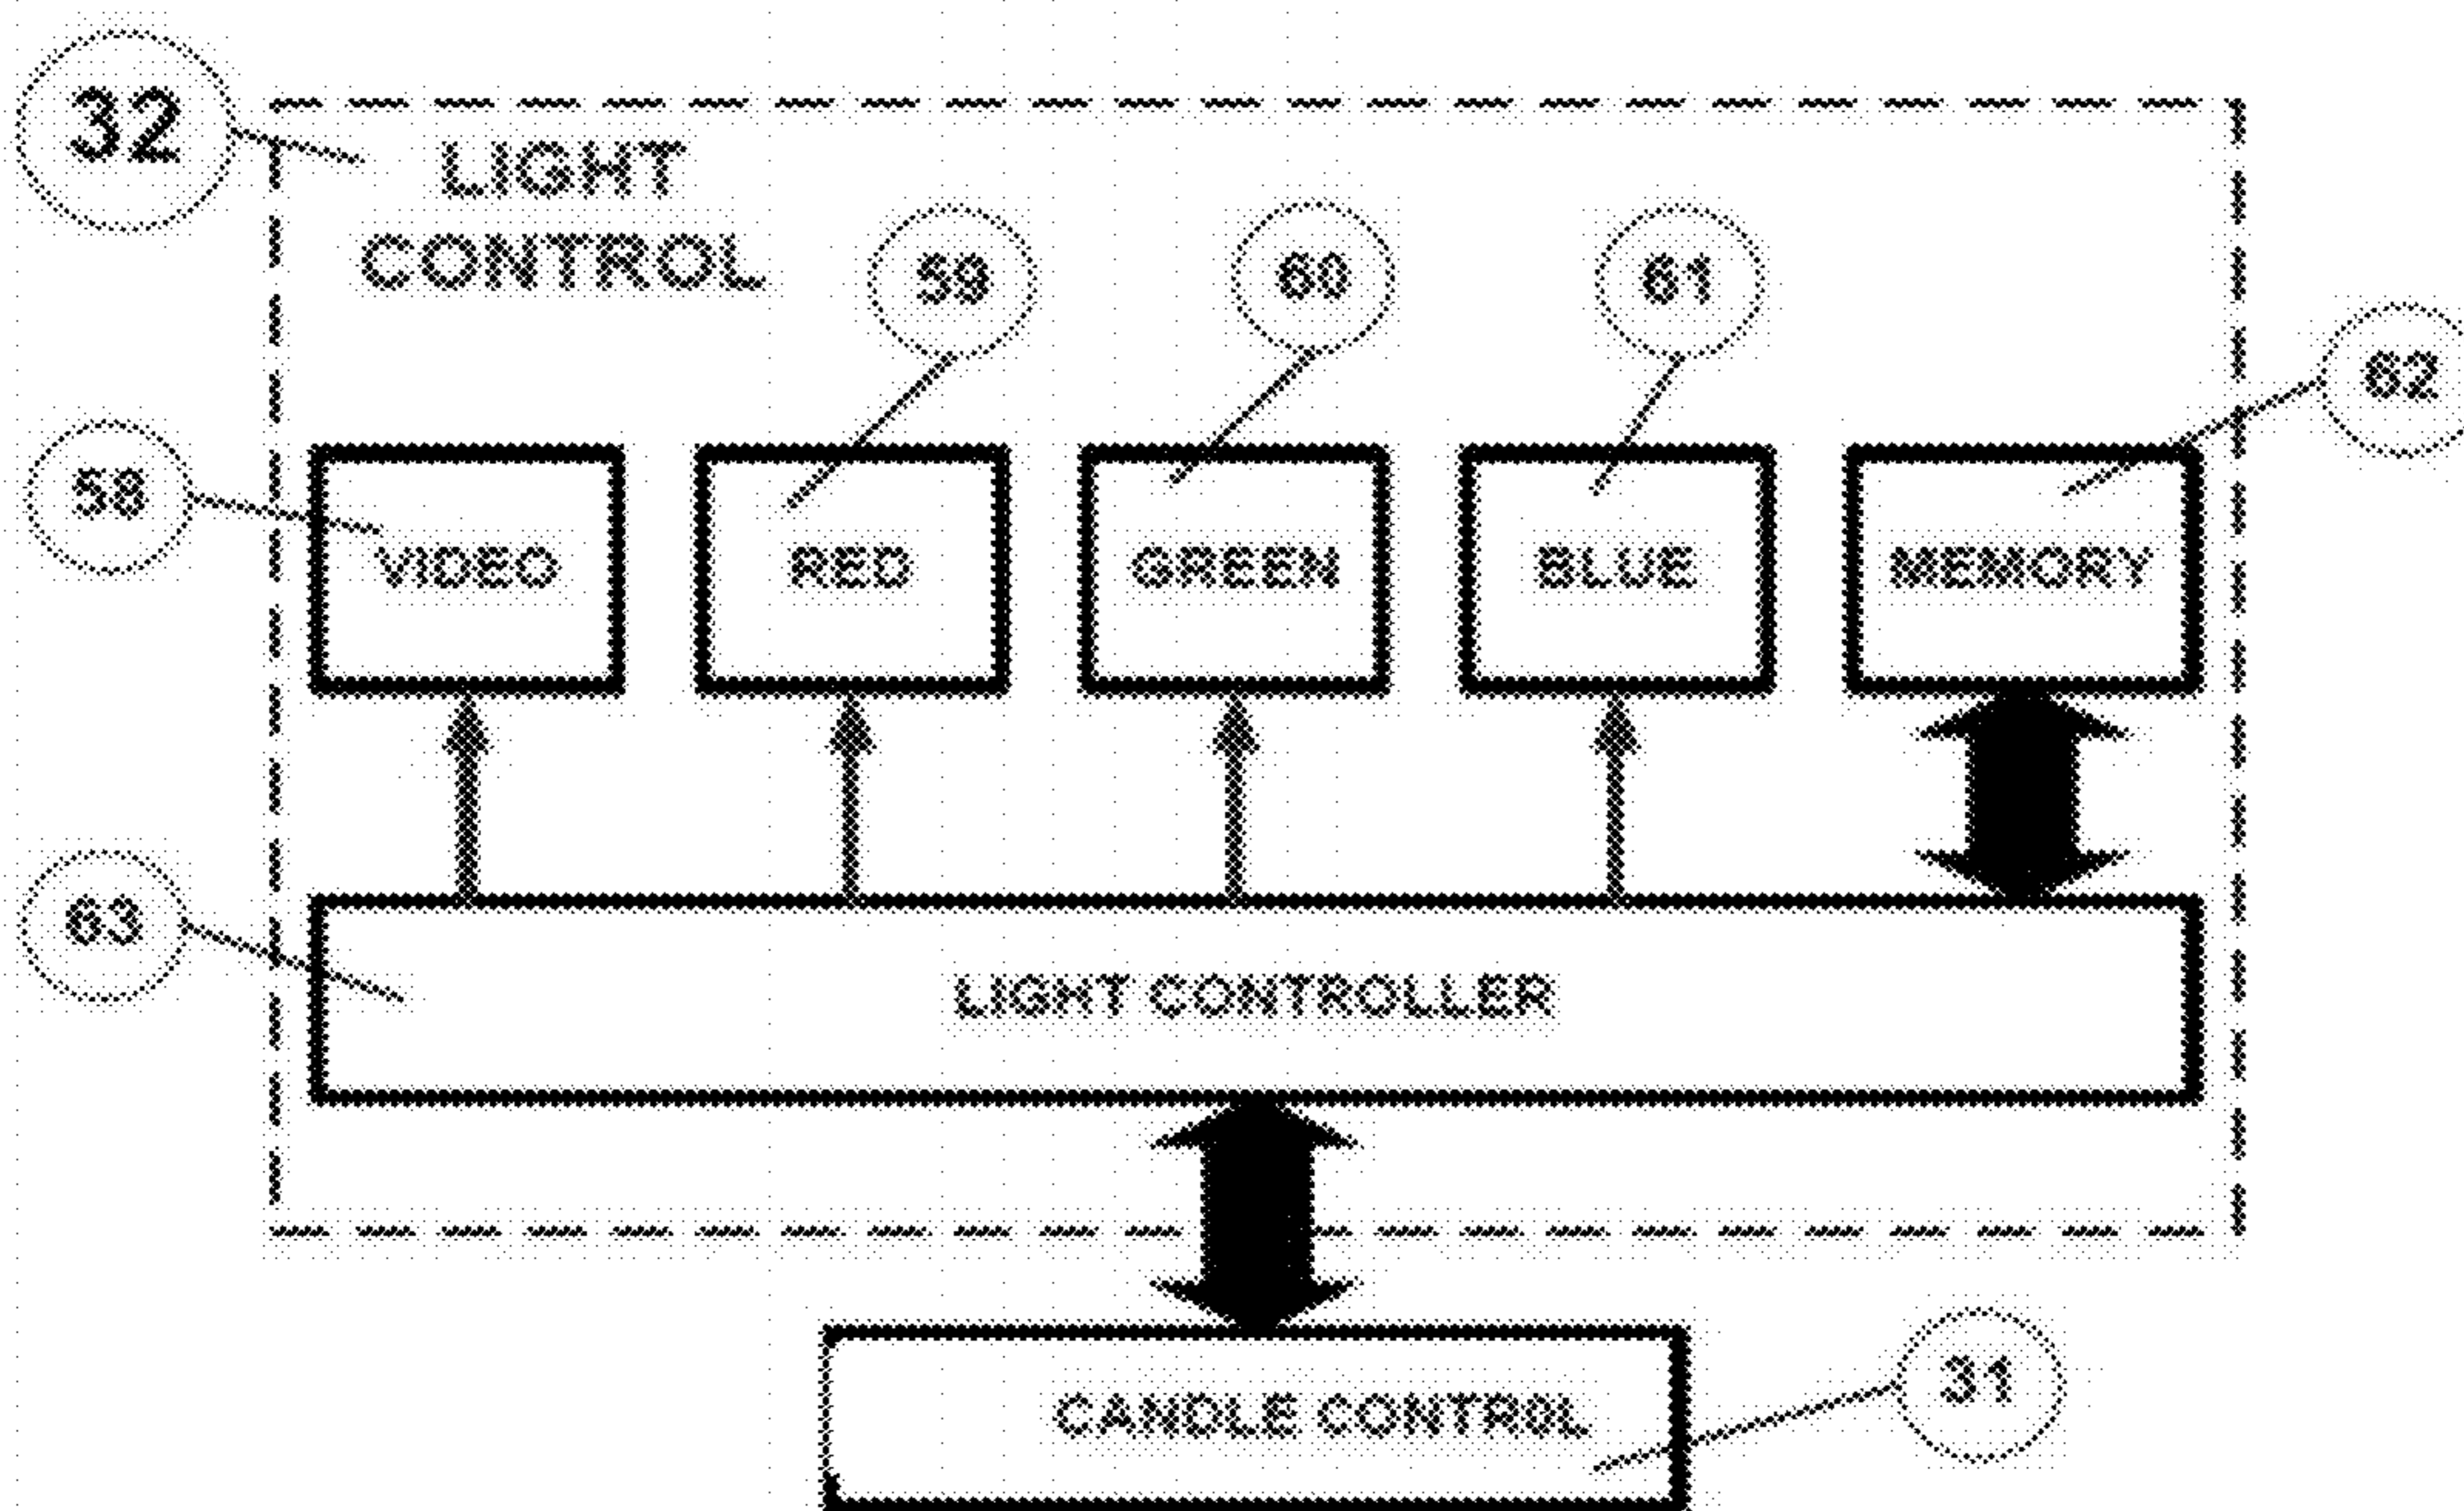 32
LIGHT
CONTROL
59
60
61
62
58
VIDEO
RED
GREEN
BLUE
MEMORY
63
LIGHT CONTROLLER
CANDLE CONTROL
31